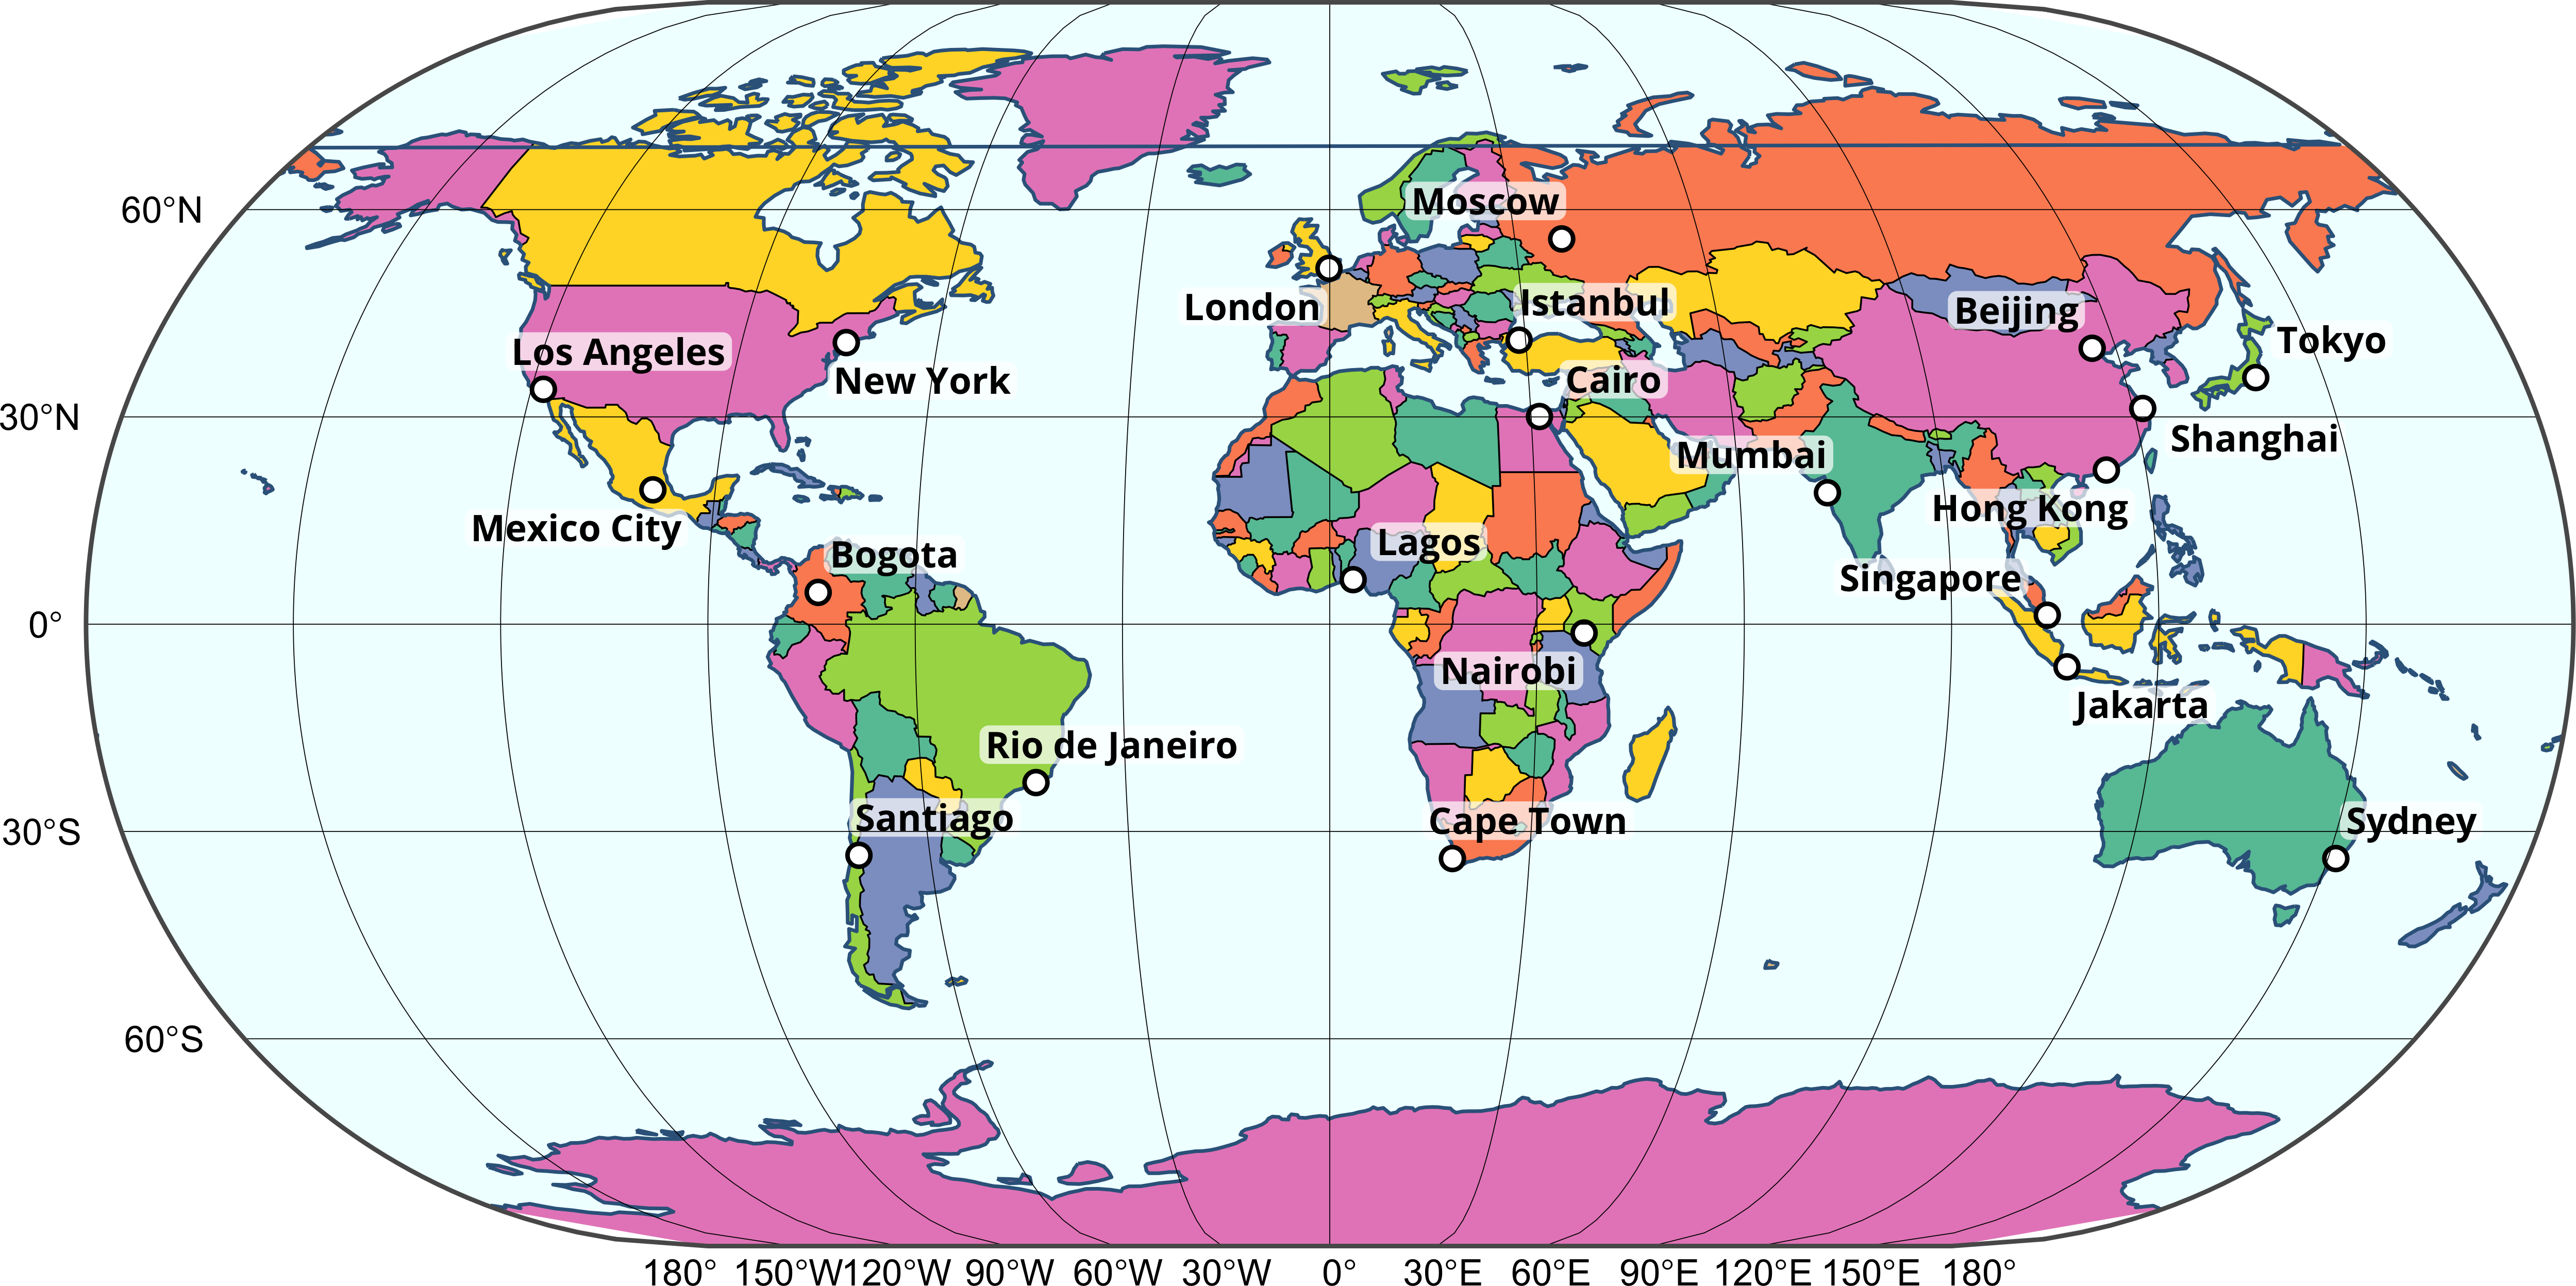 Moscow
60°N
London
Istanbul
Beijing
Tokyo
Los Angeles
New York
Cairo
30°N
Shanghai
Mumbai
Hong Kong
Mexico City
Lagos
Bogota
Singapore
0°
Nairobi
Jakarta
Rio de Janeiro
Santiago
Cape Town
Sydney
30°S
60°S
180° 150°W 120°W 90°W 60°W 30°W 0° 30°E 60°E 90°E 120°E 150°E 180°